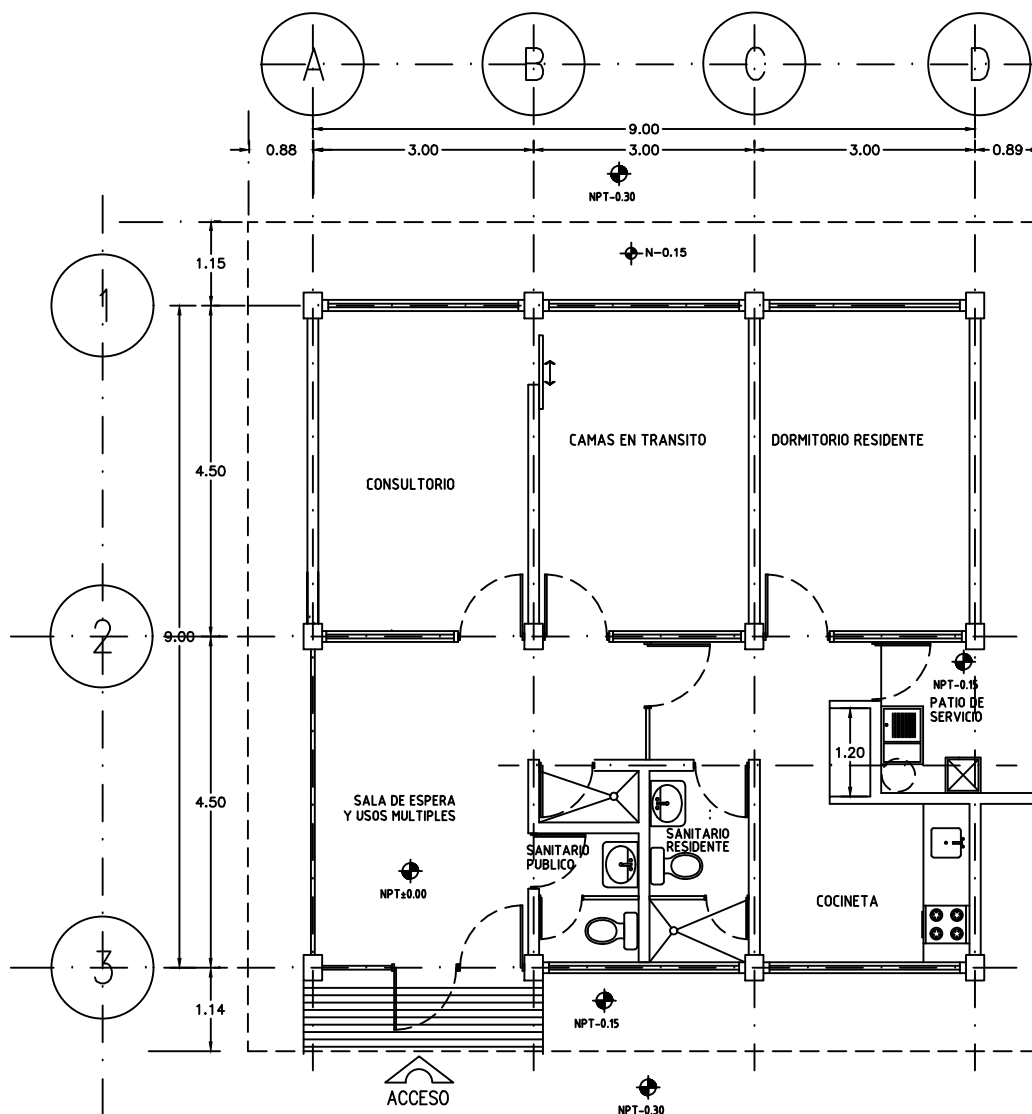 A B C D
9.00
0.88 3.00 3.00 3.00 0.89
NPT-0.30
N-0.15
1.15
1
CAMAS EN TRANSITO
DORMITORIO RESIDENTE
4.50
CONSULTORIO
2
9.00
NPT-0.15
PATIO DE
SERVICIO
1.20
4.50
SALA DE ESPERA
Y USOS MULTIPLES
SANITARIO
RESIDENTE
SANITARIO
PUBLICO
NPT±0.00
COCINETA
3
1.14
NPT-0.15
ACCESO
NPT-0.30